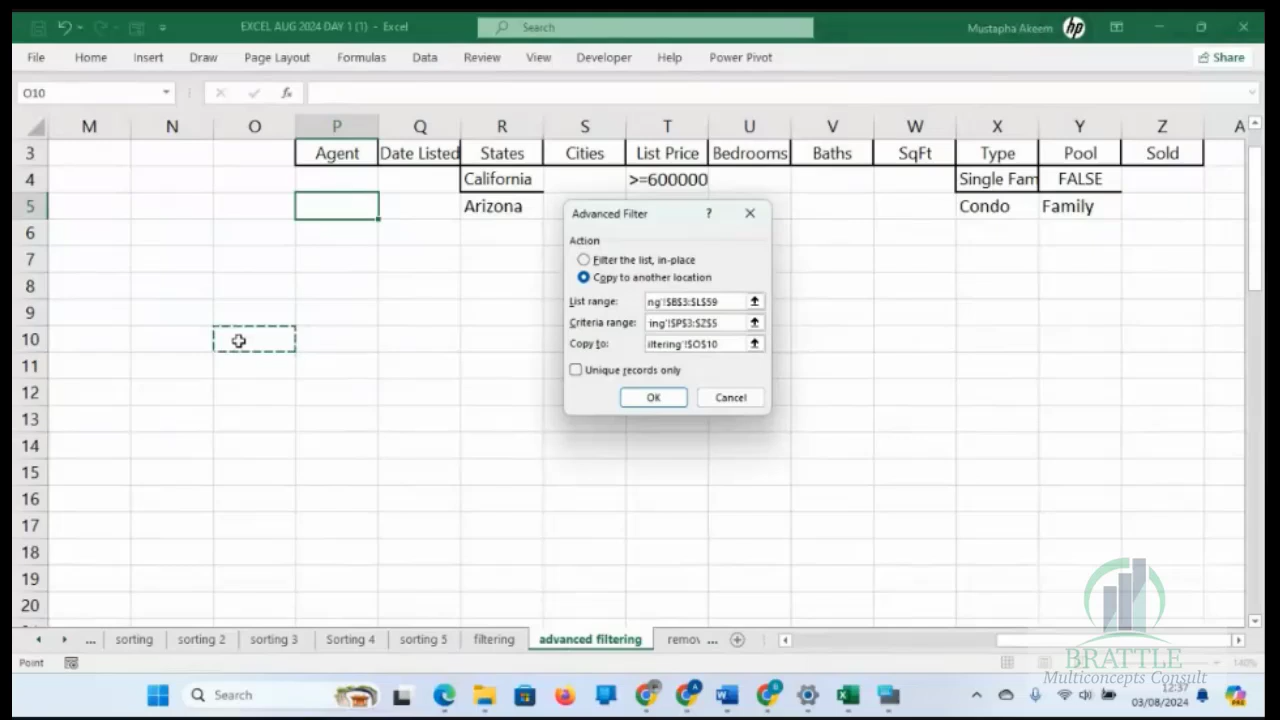 EXCEL AUG 2024 DAY 1 (1) - Excel
Search
Mustapha Akeem
hp
File Home Insert Draw Page Layout Formulas Data Review View Developer Help Power Pivot Share
O10 fx
M N O P Q R S T U V W X Y Z A
3 Agent Date Listed States Cities List Price Bedrooms Baths SqFt Type Pool Sold
4 California >=600000 Single Fam FALSE
5 Arizona Condo Family
6
7
8
9
10
11
12
13
14
15
16
17
18
19
20
Advanced Filter ?
Action
Filter the list, in-place
Copy to another location
List range: ng'!$B$3:$L$59
Criteria range: ing'!$P$3:$Z$5
Copy to: iltering'!$O$10
Unique records only
OK Cancel
... sorting sorting 2 sorting 3 Sorting 4 sorting 5 filtering advanced filtering remov ...
Point
140%
BRATTLE
Multiconcepts Consult
Search
12:37
03/08/2024